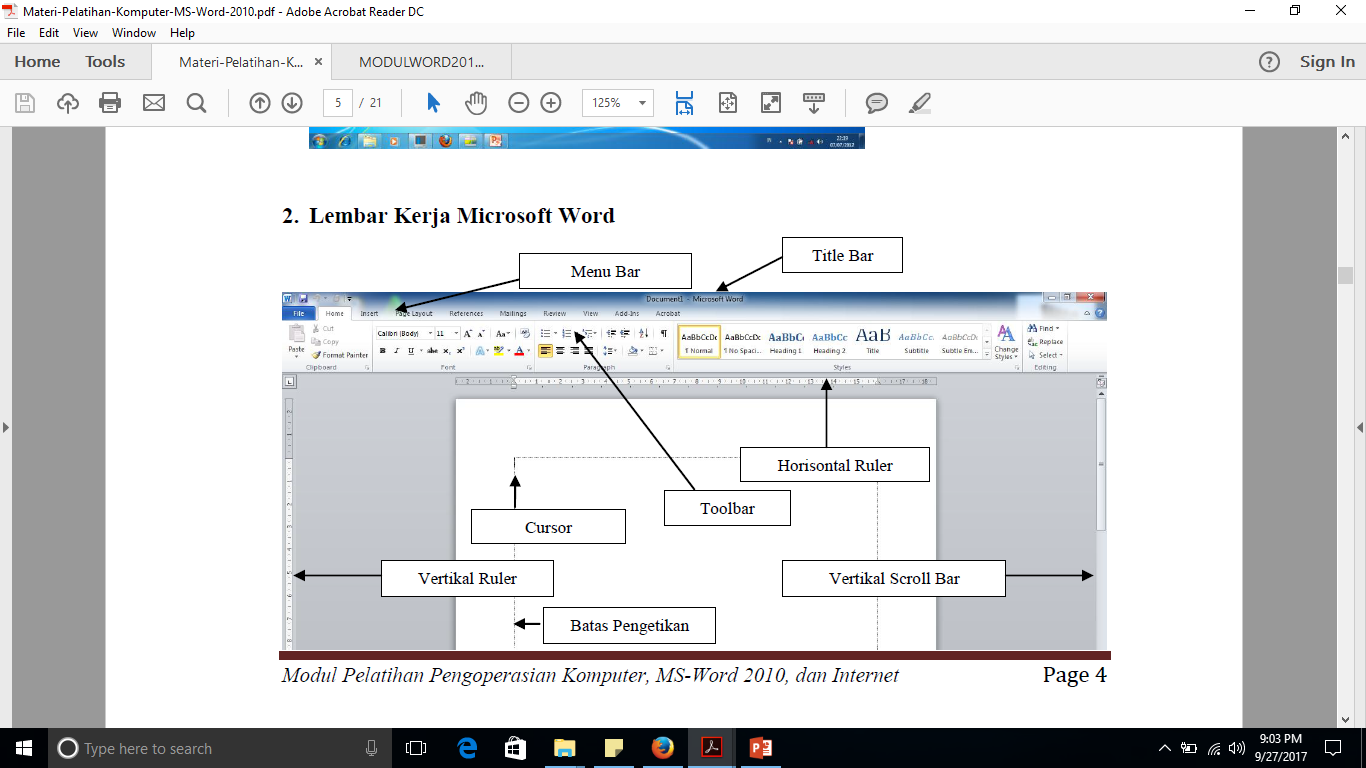 Materi-Pelatihan-Komputer-MS-Word-2010.pdf - Adobe Acrobat Reader DC
File Edit View Window Help
Home Tools Materi-Pelatihan-K... × MODULWORD201... Sign In
5 / 21 125%
22:39
07/07/2012
2. Lembar Kerja Microsoft Word
Title Bar
Menu Bar
Document1 - Microsoft Word
File Home Insert Page Layout References Mailings Review View Add-Ins Acrobat
Paste
Cut
Copy
Format Painter
Clipboard
Calibri (Body) 11
Font
Paragraph
AaBbCcDc AaBbCcDc AaBbCc AaBbCc AaB AaBbCc. AaBbCcDc
¶ Normal ¶ No Spaci... Heading 1 Heading 2 Title Subtitle Subtle Em...
Change Styles
Styles
Find
Replace
Select
Editing
Horisontal Ruler
Toolbar
Cursor
Vertikal Ruler
Vertikal Scroll Bar
Batas Pengetikan
Modul Pelatihan Pengoperasian Komputer, MS-Word 2010, dan Internet Page 4
Type here to search
9:03 PM
9/27/2017